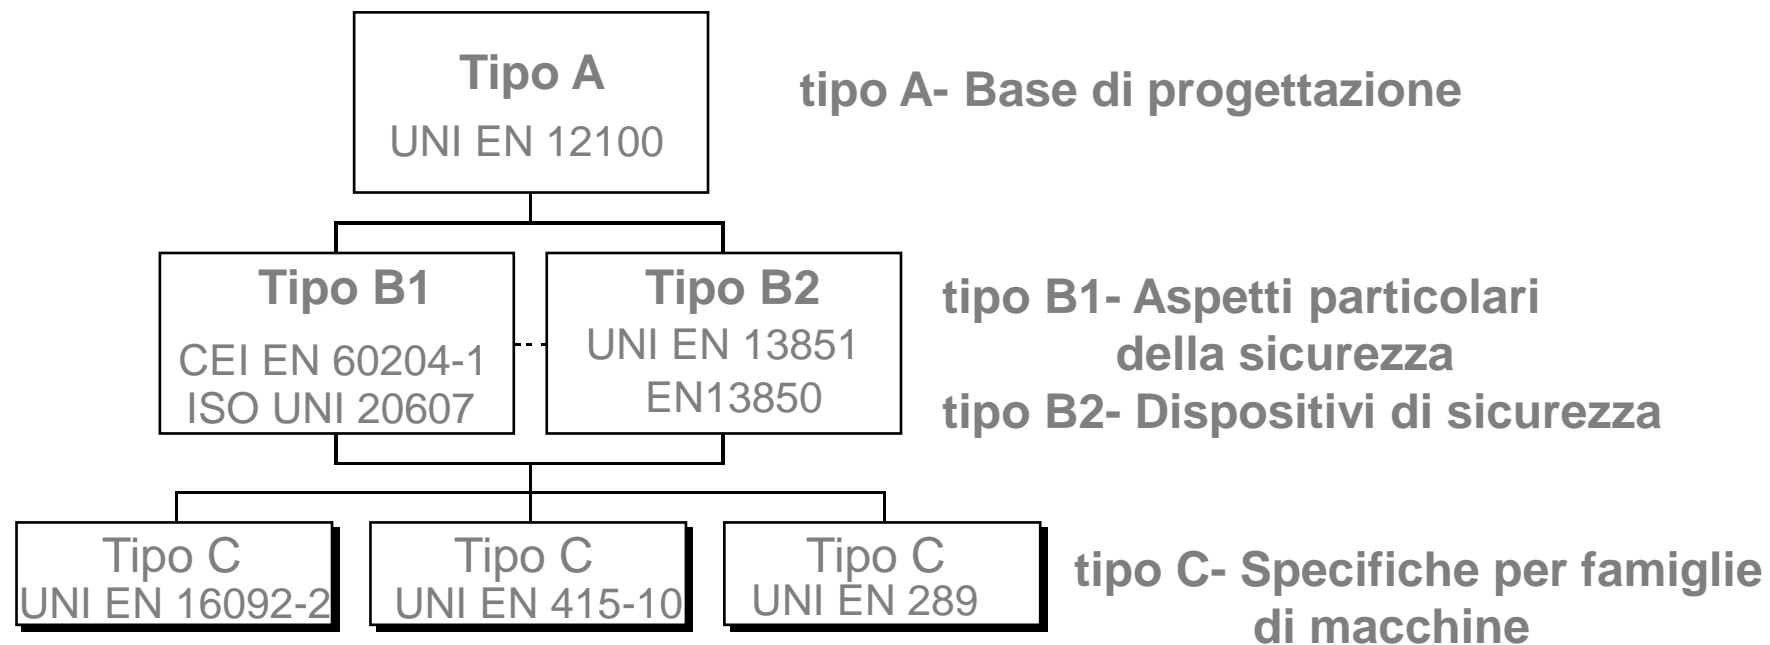 Tipo A
UNI EN 12100
tipo A- Base di progettazione
Tipo B1
CEI EN 60204-1
ISO UNI 20607
Tipo B2
UNI EN 13851
EN13850
tipo B1- Aspetti particolari
della sicurezza
tipo B2- Dispositivi di sicurezza
Tipo C
UNI EN 16092-2
Tipo C
UNI EN 415-10
Tipo C
UNI EN 289
tipo C- Specifiche per famiglie
di macchine